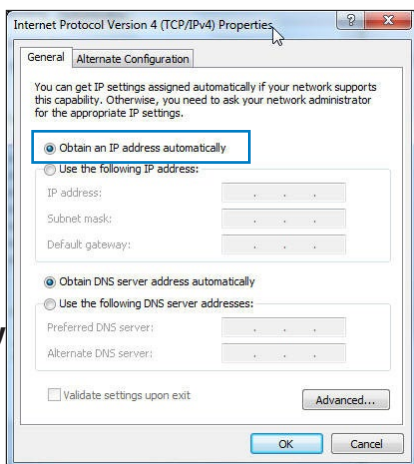 Internet Protocol Version 4 (TCP/IPv4) Properties
General Alternate Configuration
You can get IP settings assigned automatically if your network supports
this capability. Otherwise, you need to ask your network administrator
for the appropriate IP settings.
Obtain an IP address automatically
Use the following IP address:
IP address:
Subnet mask:
Default gateway:
Obtain DNS server address automatically
Use the following DNS server addresses:
Preferred DNS server:
Alternate DNS server:
Validate settings upon exit
Advanced...
OK Cancel